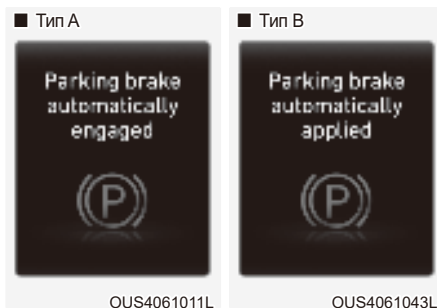 ■ Тип A
Parking brake
automatically
engaged
P
OUS4061011L
■ Тип B
Parking brake
automatically
applied
P
OUS4061043L